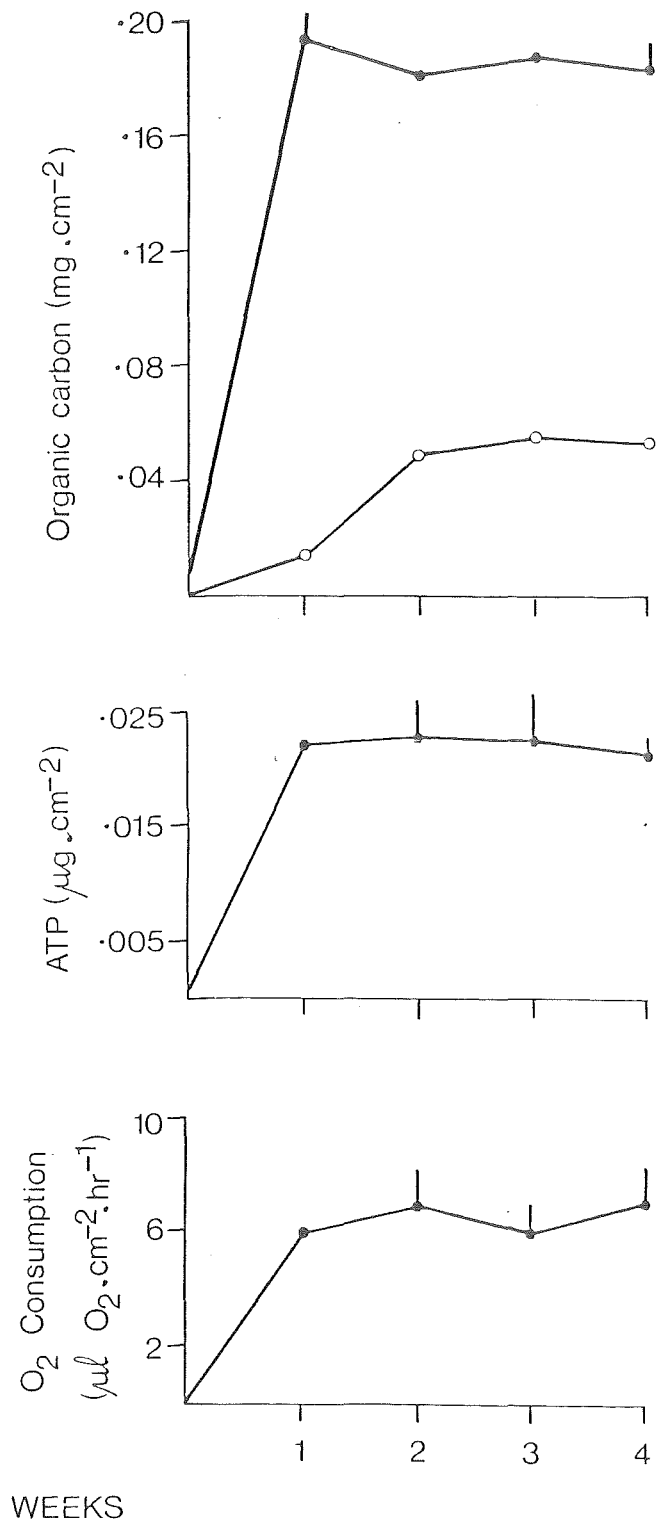 Organic carbon (mg.cm−2)
.20
.16
.12
.08
.04
ATP (μg.cm−2)
.025
.015
.005
O2 Consumption
(μl O2.cm−2.hr−1)
10
6
2
1 2 3 4
WEEKS